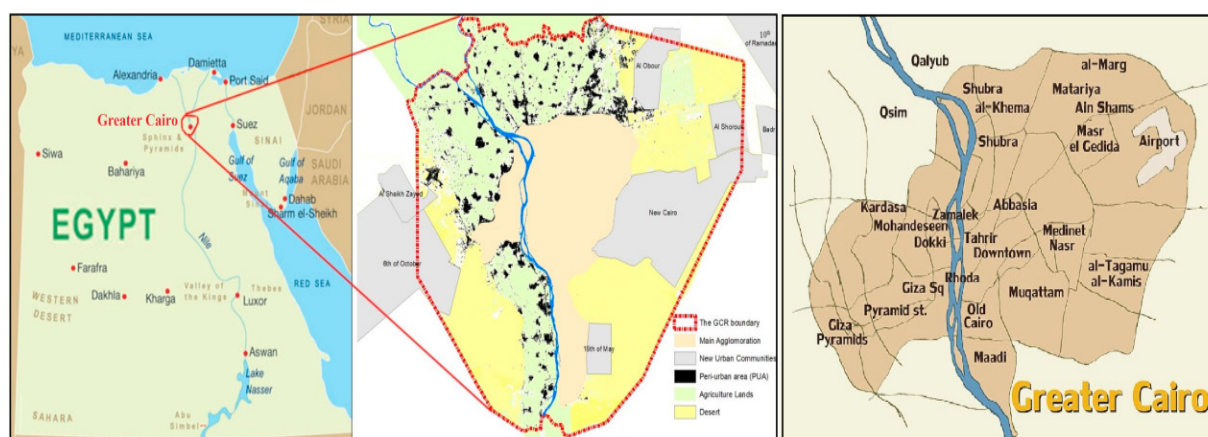 SYRIA
MEDITERRANEAN SEA
Damietta
Alexandria
Port Said
JORDAN
Greater Cairo
Sphinx &
Pyramids
Suez
SINAI
Siwa
Bahariya
Gulf of
Suez
Gulf of
Aqaba
SAUDI
ARABIA
Dahab
Sharm el-Sheikh
EGYPT
Nile
Farafra
RED SEA
Valley of
the Kings
Thebes
WESTERN
DESERT
Dakhla
Kharga
Luxor
Aswan
Lake
Nasser
SAHARA
Abu
Simbel
10th
of Ramadan
Al Obour
Al Shorouk
Badr
Al Sheikh Zayed
New Cairo
6th of October
15th of May
The GCR boundary
Main Agglomoration
New Urban Communities
Peri-urban area (PUA)
Agriculture Lands
Desert
Qalyub
al-Marg
Shubra
al-Khema
Matariya
Qsim
Ain Shams
Shubra
Masr
el Gedida
Airport
Kardasa
Zamalek
Abbasia
Mohandeseen
Dokki
Tahrir
Downtown
Medinet
Nasr
al-Tagamu
al-Kamis
Rhoda
Giza Sq
Muqattam
Pyramid st.
Old
Cairo
Giza-
Pyramids
Maadi
Greater Cairo